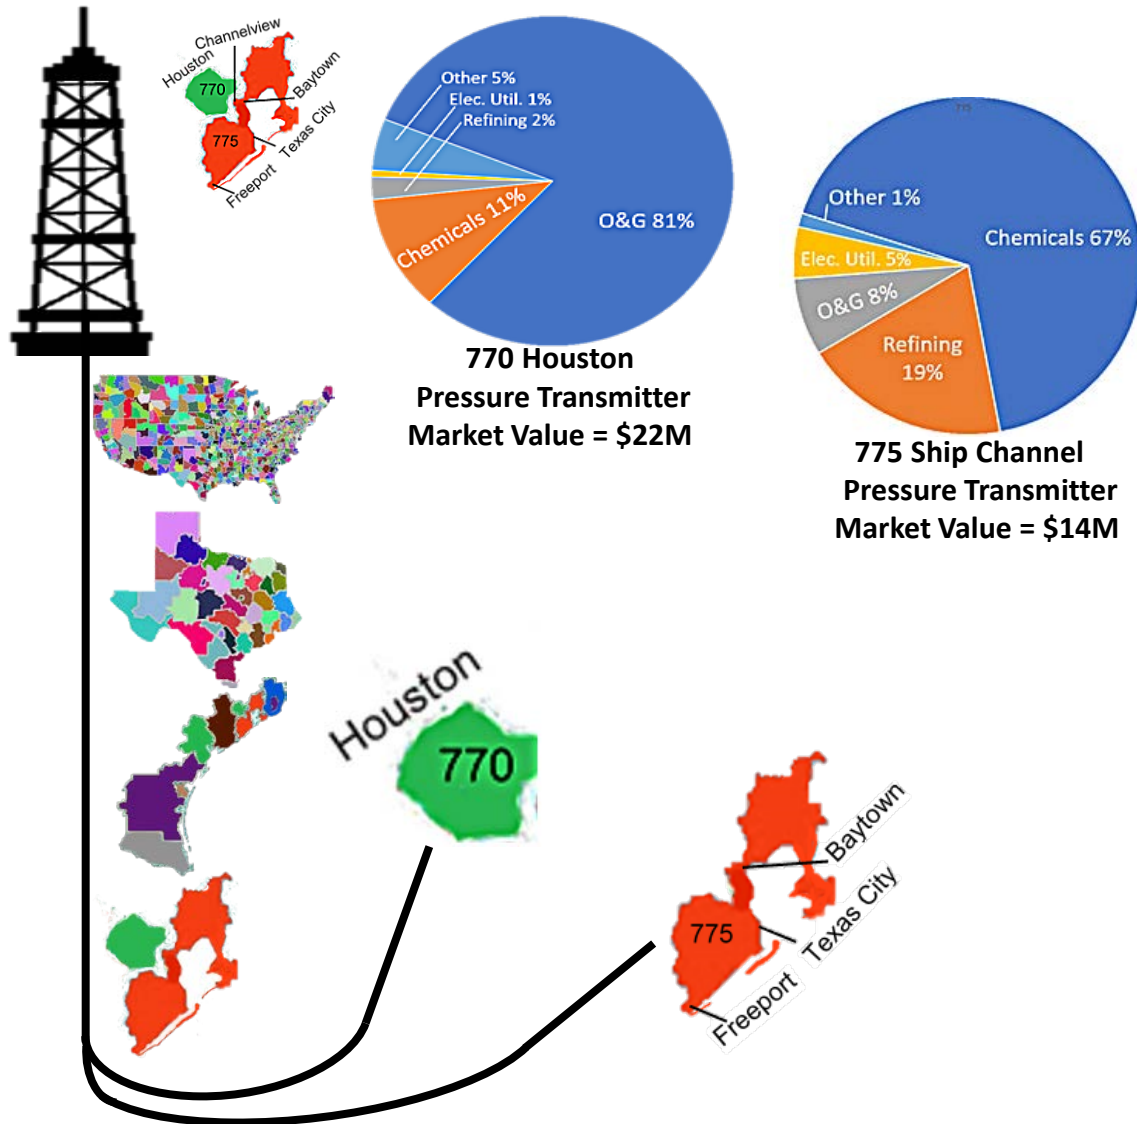 Channelview
Houston
770
Baytown
Texas City
775
Freeport
Other 5%
Elec. Util. 1%
Refining 2%
Chemicals 11%
O&G 81%
770 Houston
Pressure Transmitter
Market Value = $22M
775
Other 1%
Chemicals 67%
Elec. Util. 5%
O&G 8%
Refining
19%
775 Ship Channel
Pressure Transmitter
Market Value = $14M
Houston
770
Baytown
Texas City
775
Freeport